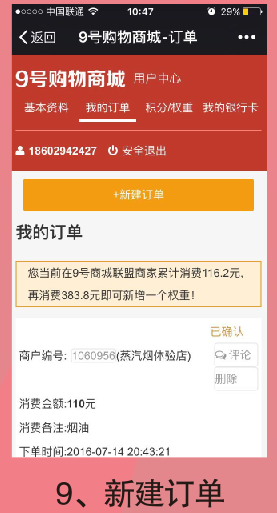 中国联通 10:47 29%
返回 9号购物商城-订单
9号购物商城 用户中心
基本资料 我的订单 积分/权重 我的银行卡
18602942427 安全退出
+新建订单
我的订单
您当前在9号商城联盟商家累计消费116.2元,
再消费383.8元即可新增一个权重!
已确认
商户编号: 1060956(蒸汽烟体验店) 评论
删除
消费金额:110元
消费备注:烟油
下单时间:2016-07-14 20:43:21
9、新建订单